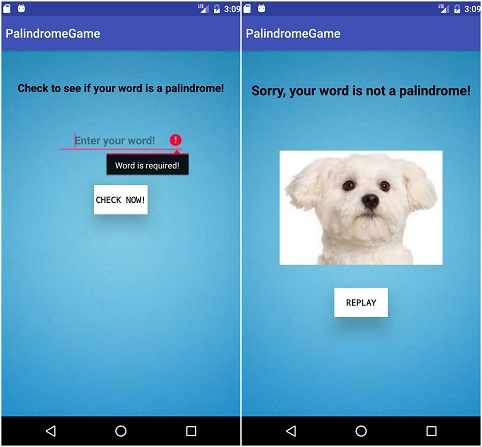 3:09
PalindromeGame
Check to see if your word is a palindrome!
Enter your word!
Word is required!
CHECK NOW!
3:09
PalindromeGame
Sorry, your word is not a palindrome!
REPLAY